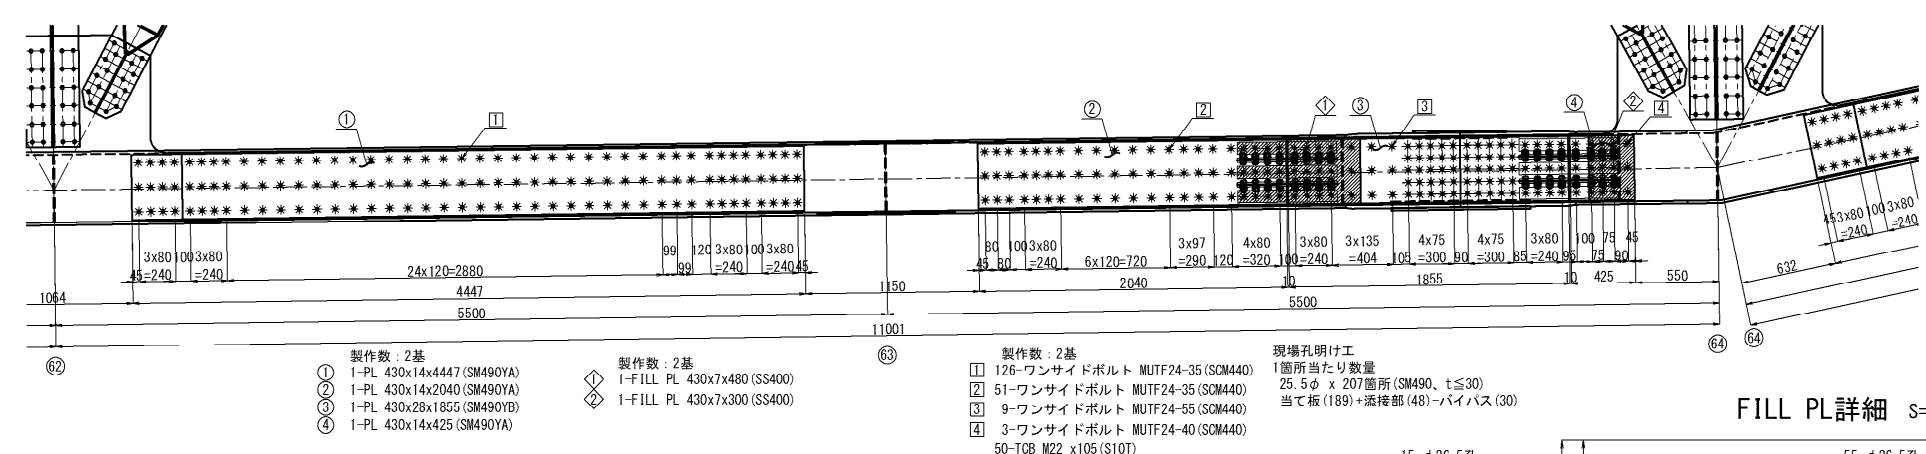 ① 1 ② 2 ◇1 ③ 3 ④ ◇2 4
3x80 =240 100 3x80 =240 45
24x120=2880
99 99 120 3x80 =240 100 3x80 =240 45
45 80 80 100 3x80 =240
6x120=720
3x97 =290 120 4x80 =320 100 3x80 =240
3x135 =404 105 4x75 =300 90 4x75 =300 85 3x80 =240 95 100 75 75 90 45
45 3x80 =240 100 3x80 =240
1064 4447 1150 2040 10 1855 10 425 550 632
5500 5500
11001
62 63 64 64
製作数:2基
① 1-PL 430x14x4447(SM490YA)
② 1-PL 430x14x2040(SM490YA)
③ 1-PL 430x28x1855(SM490YB)
④ 1-PL 430x14x425(SM490YA)
製作数:2基
◇1 1-FILL PL 430x7x480(SS400)
◇2 1-FILL PL 430x7x300(SS400)
製作数:2基
1 126-ワンサイドボルト MUTF24-35(SCM440)
2 51-ワンサイドボルト MUTF24-35(SCM440)
3 9-ワンサイドボルト MUTF24-55(SCM440)
4 3-ワンサイドボルト MUTF24-40(SCM440)
50-TCB M22 x105(S10T)
現場孔明け工
1箇所当たり数量
25.5φ x 207箇所(SM490、t≦30)
当て板(189)+添接部(48)-バイパス(30)
FILL PL詳細 S=